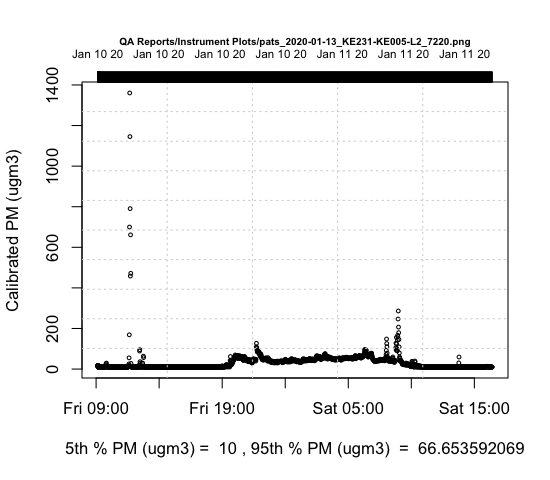 QA Reports/Instrument Plots/pats_2020-01-13_KE231-KE005-L2_7220.png
Jan 10 20 Jan 10 20 Jan 10 20 Jan 10 20 Jan 11 20 Jan 11 20 Jan 11 20
1400
1000
600
200
0
Calibrated PM (ugm3)
Fri 09:00 Fri 19:00 Sat 05:00 Sat 15:00
5th % PM (ugm3) = 10 , 95th % PM (ugm3) = 66.653592069